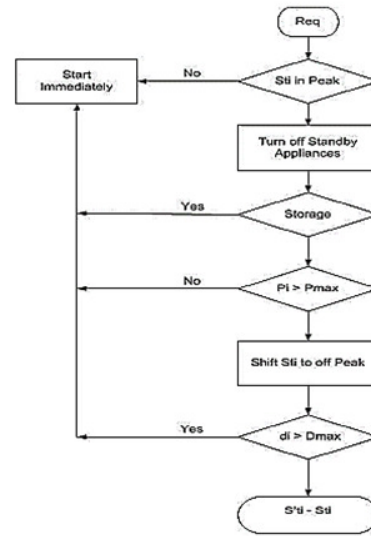 Req
Start
Immediately
No
Sti in Peak
Turn off Standby
Appliances
Yes
Storage
No
Pi > Pmax
Shift Sti to off Peak
Yes
di > Dmax
S'ti - Sti